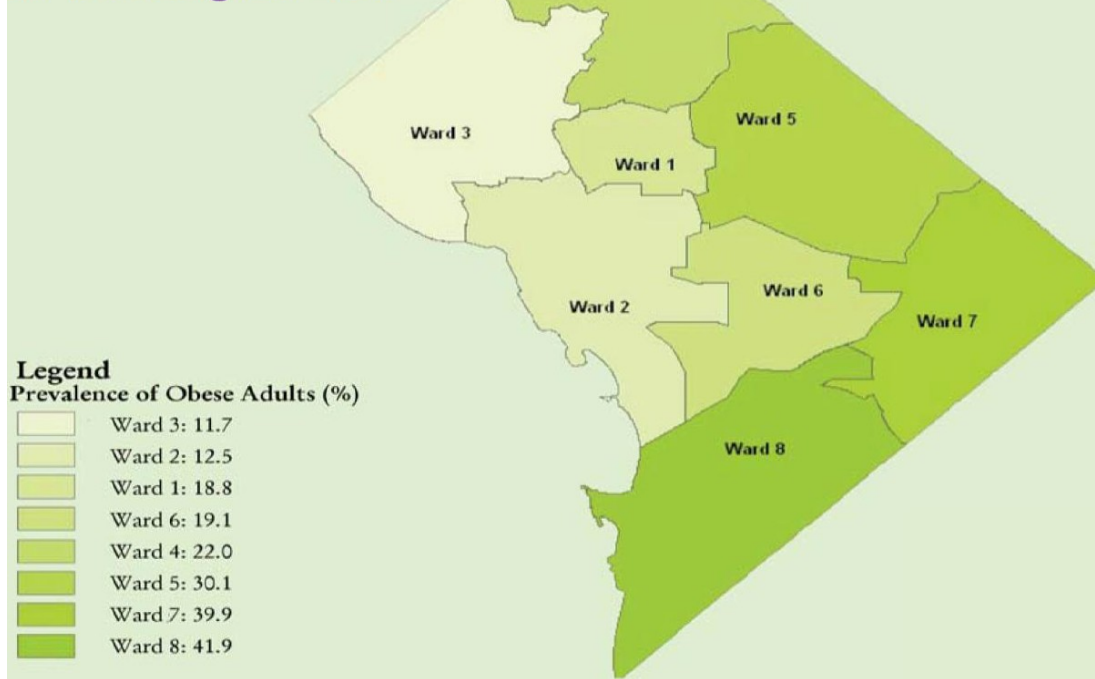 Ward 3
Ward 5
Ward 1
Ward 6
Ward 2
Ward 7
Ward 8
Legend
Prevalence of Obese Adults (%)
Ward 3: 11.7
Ward 2: 12.5
Ward 1: 18.8
Ward 6: 19.1
Ward 4: 22.0
Ward 5: 30.1
Ward 7: 39.9
Ward 8: 41.9